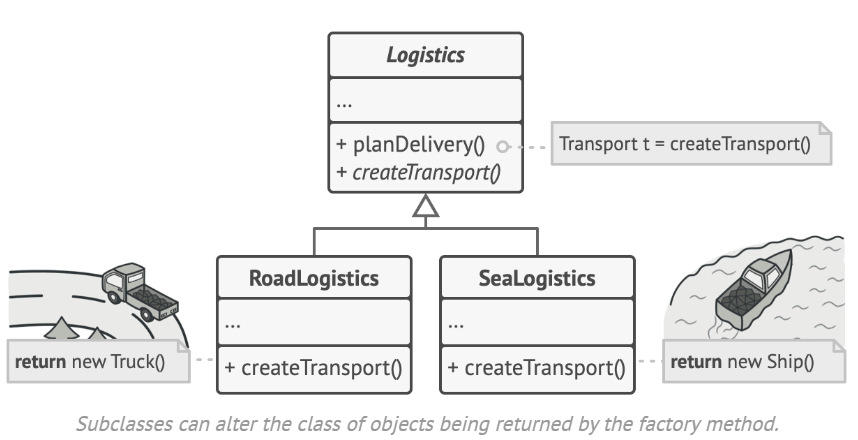 Logistics
...
+ planDelivery()
+ createTransport()
Transport t = createTransport()
RoadLogistics
...
+ createTransport()
return new Truck()
SeaLogistics
...
+ createTransport()
return new Ship()
Subclasses can alter the class of objects being returned by the factory method.